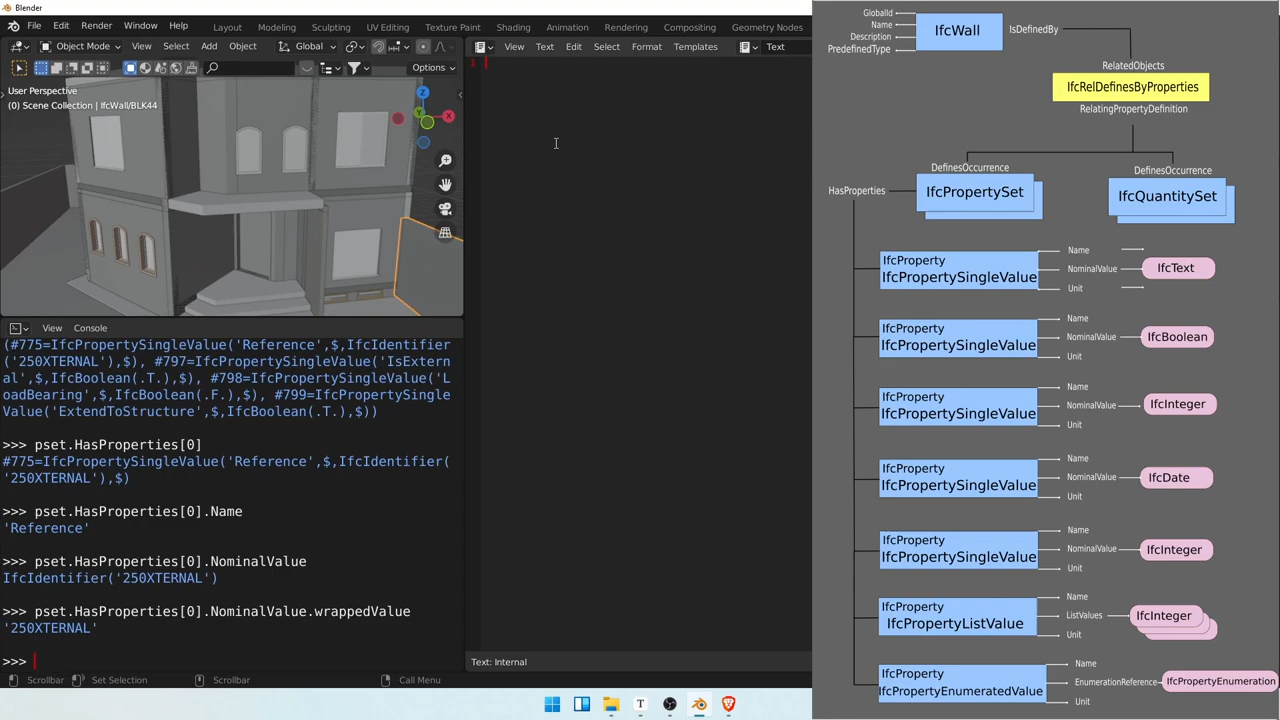 Blender
File Edit Render Window Help Layout Modeling Sculpting UV Editing Texture Paint Shading Animation Rendering Compositing Geometry Nodes
Object Mode View Select Add Object Global
View Text Edit Select Format Templates Text
Options
User Perspective
(0) Scene Collection | IfcWall/BLK44
Z
X
Y
1
View Console
(#775=IfcPropertySingleValue('Reference',$,IfcIdentifier
('250XTERNAL'),$), #797=IfcPropertySingleValue('IsExtern
al',$,IfcBoolean(.T.),$), #798=IfcPropertySingleValue('L
oadBearing',$,IfcBoolean(.F.),$), #799=IfcPropertySingle
Value('ExtendToStructure',$,IfcBoolean(.T.),$))
>>> pset.HasProperties[0]
#775=IfcPropertySingleValue('Reference',$,IfcIdentifier(
'250XTERNAL'),$)
>>> pset.HasProperties[0].Name
'Reference'
>>> pset.HasProperties[0].NominalValue
IfcIdentifier('250XTERNAL')
>>> pset.HasProperties[0].NominalValue.wrappedValue
'250XTERNAL'
>>>
Text: Internal
Scrollbar Set Selection Scrollbar Call Menu
T
GlobalId
Name
Description
PredefinedType
IfcWall
IsDefinedBy
RelatedObjects
IfcRelDefinesByProperties
RelatingPropertyDefinition
DefinesOccurrence
DefinesOccurrence
HasProperties
IfcPropertySet
IfcQuantitySet
IfcProperty
IfcPropertySingleValue
Name
NominalValue
Unit
IfcText
IfcProperty
IfcPropertySingleValue
Name
NominalValue
Unit
IfcBoolean
IfcProperty
IfcPropertySingleValue
Name
NominalValue
Unit
IfcInteger
IfcProperty
IfcPropertySingleValue
Name
NominalValue
Unit
IfcDate
IfcProperty
IfcPropertySingleValue
Name
NominalValue
Unit
IfcInteger
IfcProperty
IfcPropertyListValue
Name
ListValues
Unit
IfcInteger
IfcProperty
IfcPropertyEnumeratedValue
Name
EnumerationReference
Unit
IfcPropertyEnumeration